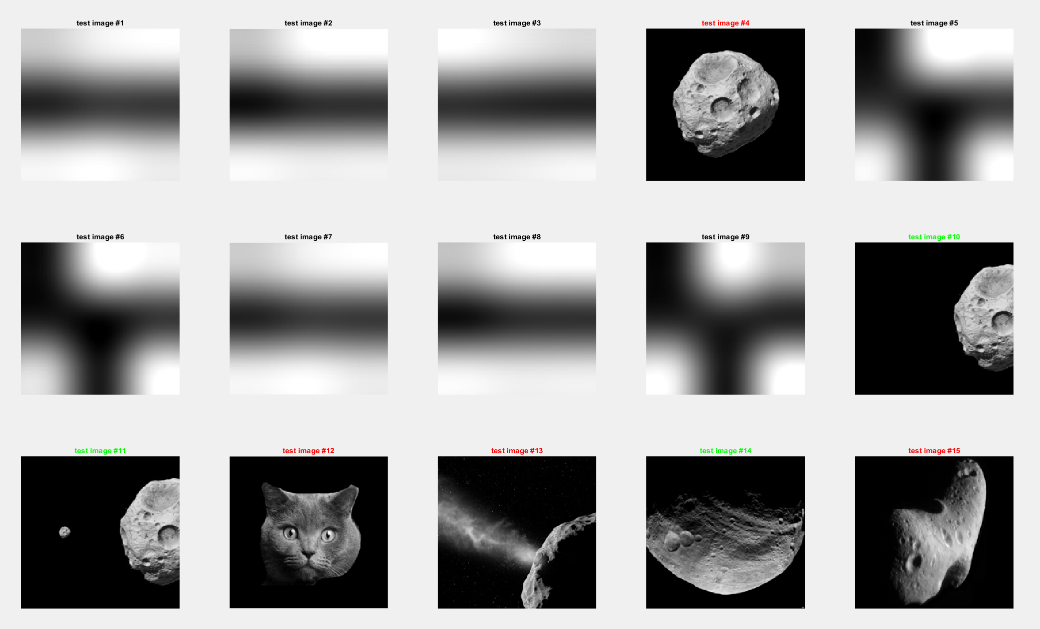 test image #1
test image #2
test image #3
test image #4
test image #5
test image #6
test image #7
test image #8
test image #9
test image #10
test image #11
test image #12
test image #13
test image #14
test image #15